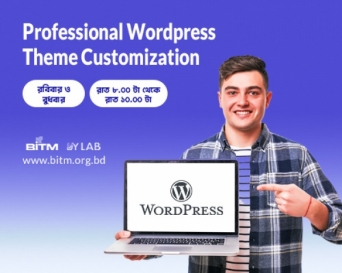 Professional Wordpress
Theme Customization
রবিবার ও
বুধবার
রাত ৮.০০ টা থেকে
রাত ১০.০০ টা
BiTM
LAB
www.bitm.org.bd
WORDPRESS